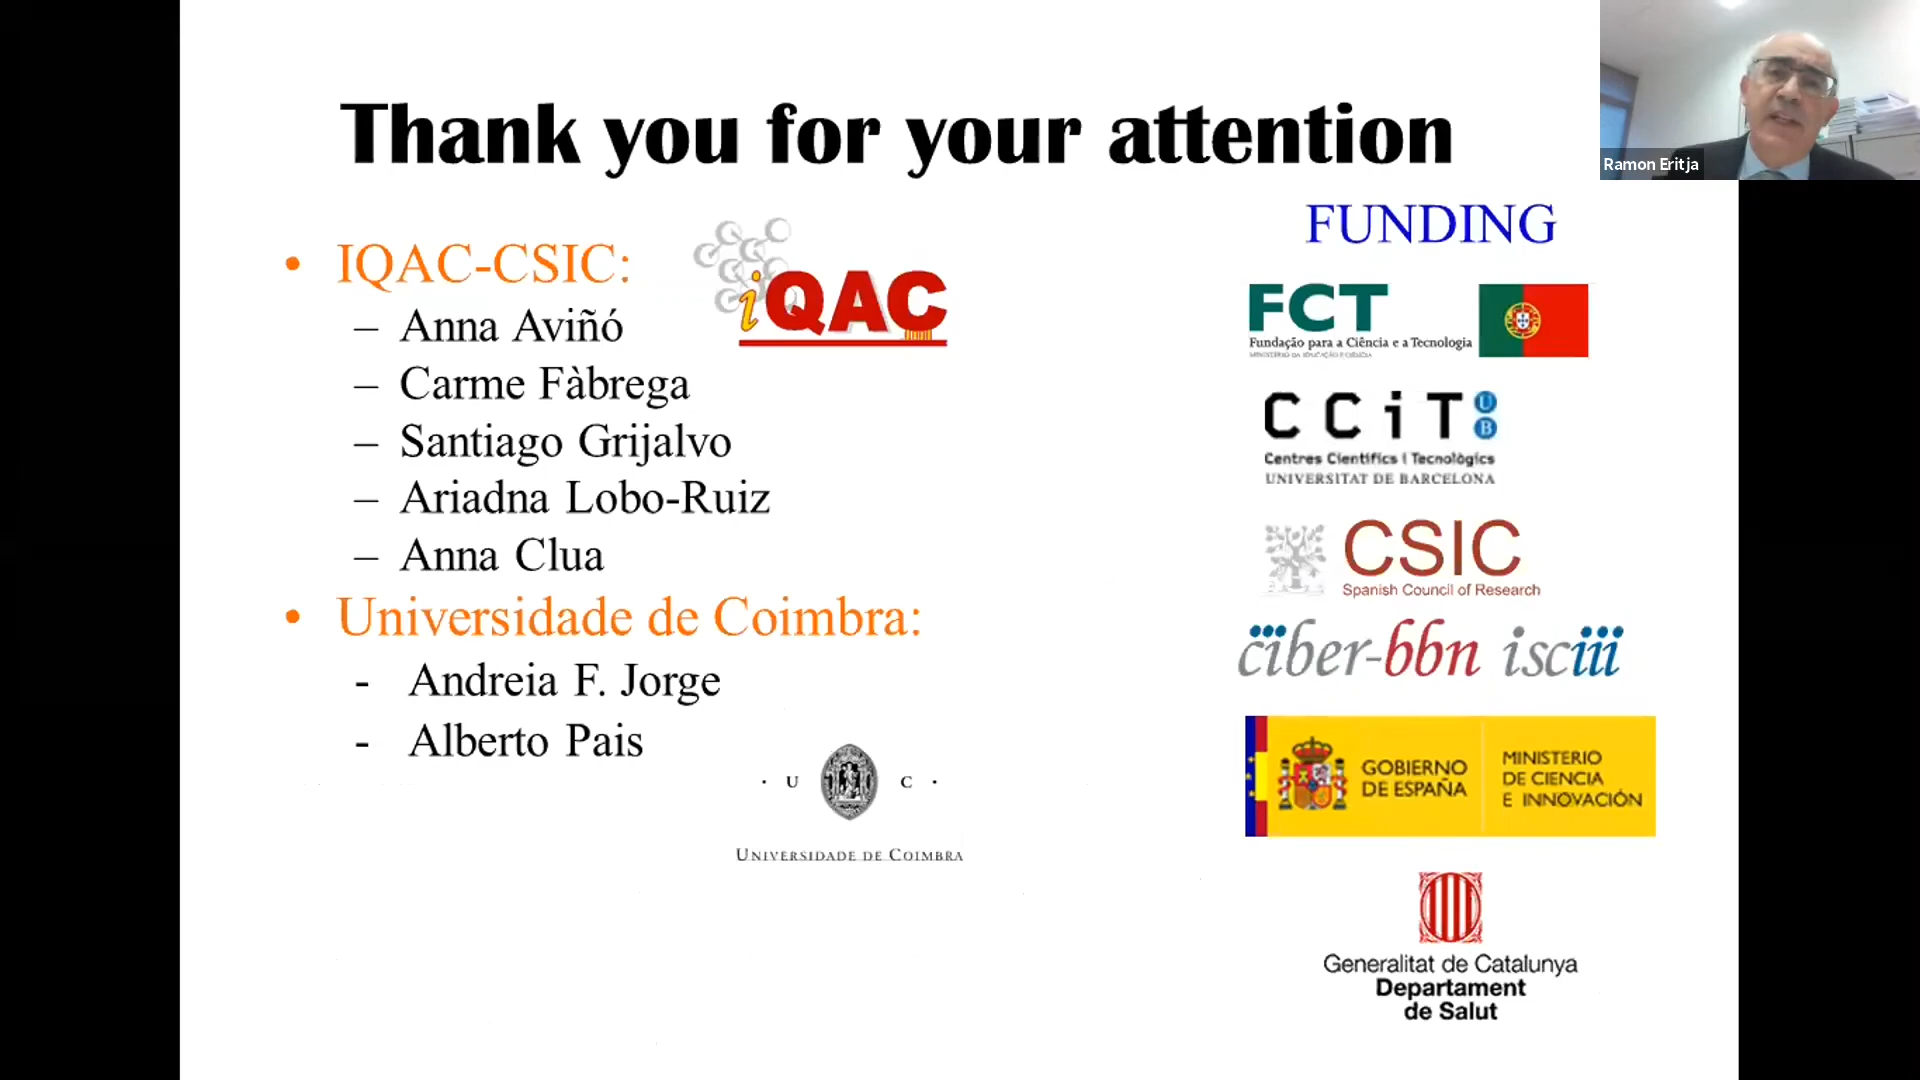 Thank you for your attention
Ramon Eritja
• IQAC-CSIC:
iQAC
– Anna Aviñó
– Carme Fàbrega
– Santiago Grijalvo
– Ariadna Lobo-Ruiz
– Anna Clua
• Universidade de Coimbra:
- Andreia F. Jorge
- Alberto Pais
· U C ·
UNIVERSIDADE DE COIMBRA
FUNDING
FCT
Fundação para a Ciência e a Tecnologia
MINISTÉRIO DA EDUCAÇÃO E CIÊNCIA
CCiT UB
Centres Científics i Tecnològics
UNIVERSITAT DE BARCELONA
CSIC
Spanish Council of Research
ciber-bbn isciii
GOBIERNO
DE ESPAÑA
MINISTERIO
DE CIENCIA
E INNOVACIÓN
Generalitat de Catalunya
Departament
de Salut